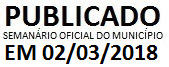 PUBLICADO
SEMANÁRIO OFICIAL DO MUNICÍPIO
EM 02/03/2018